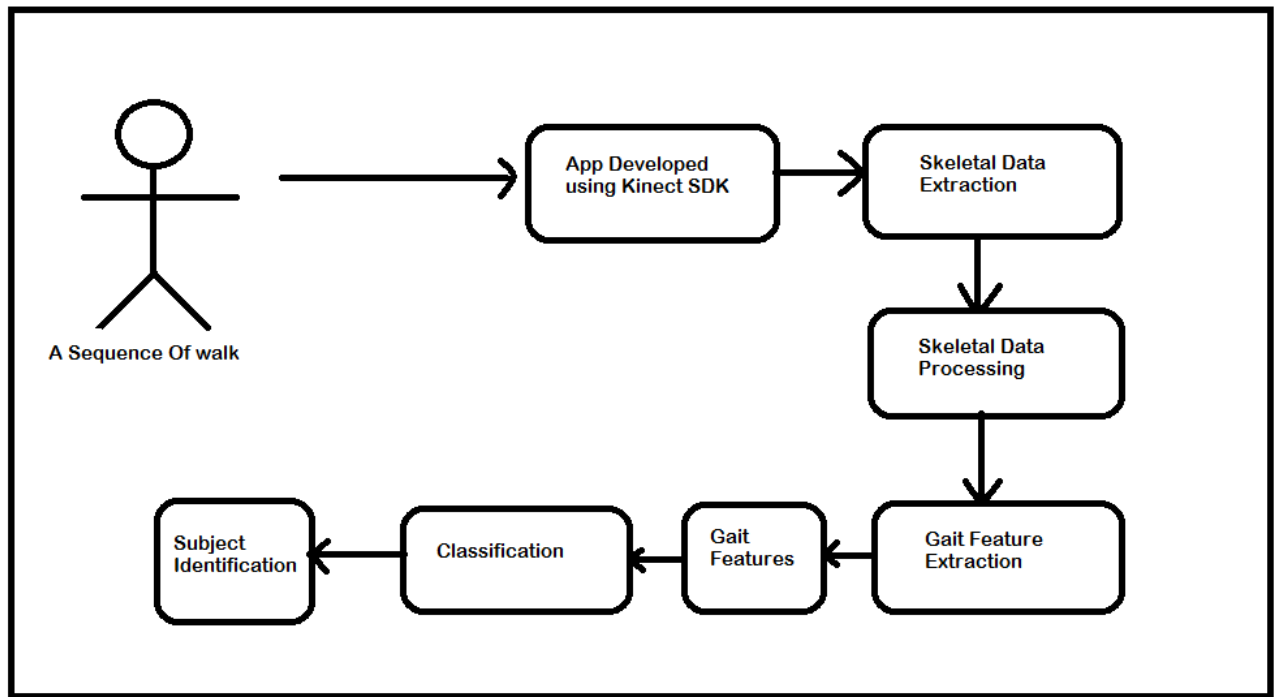 App Developed
using Kinect SDK
Skeletal Data
Extraction
A Sequence Of walk
Skeletal Data
Processing
Gait Feature
Extraction
Gait
Features
Classification
Subject
Identification